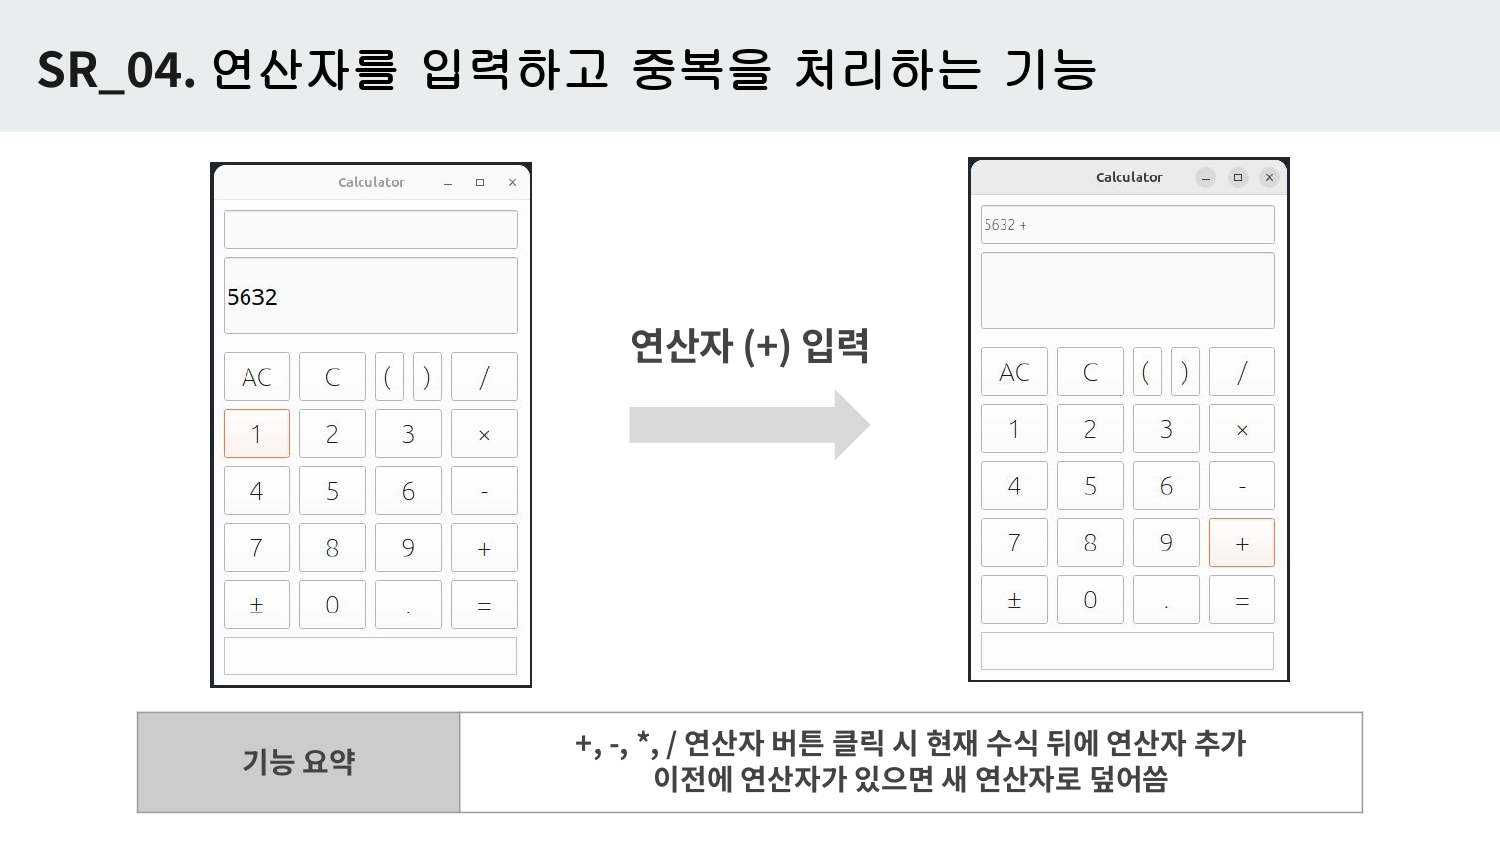 SR_04. 연산자를 입력하고 중복을 처리하는 기능
Calculator
5632
AC C ( ) /
1 2 3 ×
4 5 6 -
7 8 9 +
± 0 . =
연산자 (+) 입력
Calculator
5632 +
AC C ( ) /
1 2 3 ×
4 5 6 -
7 8 9 +
± 0 . =
기능 요약
+, -, *, / 연산자 버튼 클릭 시 현재 수식 뒤에 연산자 추가
이전에 연산자가 있으면 새 연산자로 덮어씀